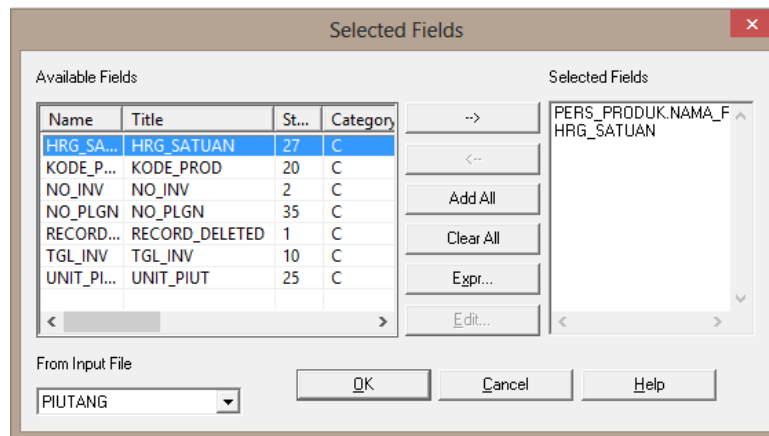 Selected Fields
Available Fields
Selected Fields
Name Title St... Category
HRG_SA... HRG_SATUAN 27 C
KODE_P... KODE_PROD 20 C
NO_INV NO_INV 2 C
NO_PLGN NO_PLGN 35 C
RECORD... RECORD_DELETED 1 C
TGL_INV TGL_INV 10 C
UNIT_PI... UNIT_PIUT 25 C
-->
<--
Add All
Clear All
Expr...
Edit...
PERS_PRODUK.NAMA_F
HRG_SATUAN
From Input File
PIUTANG
OK Cancel Help